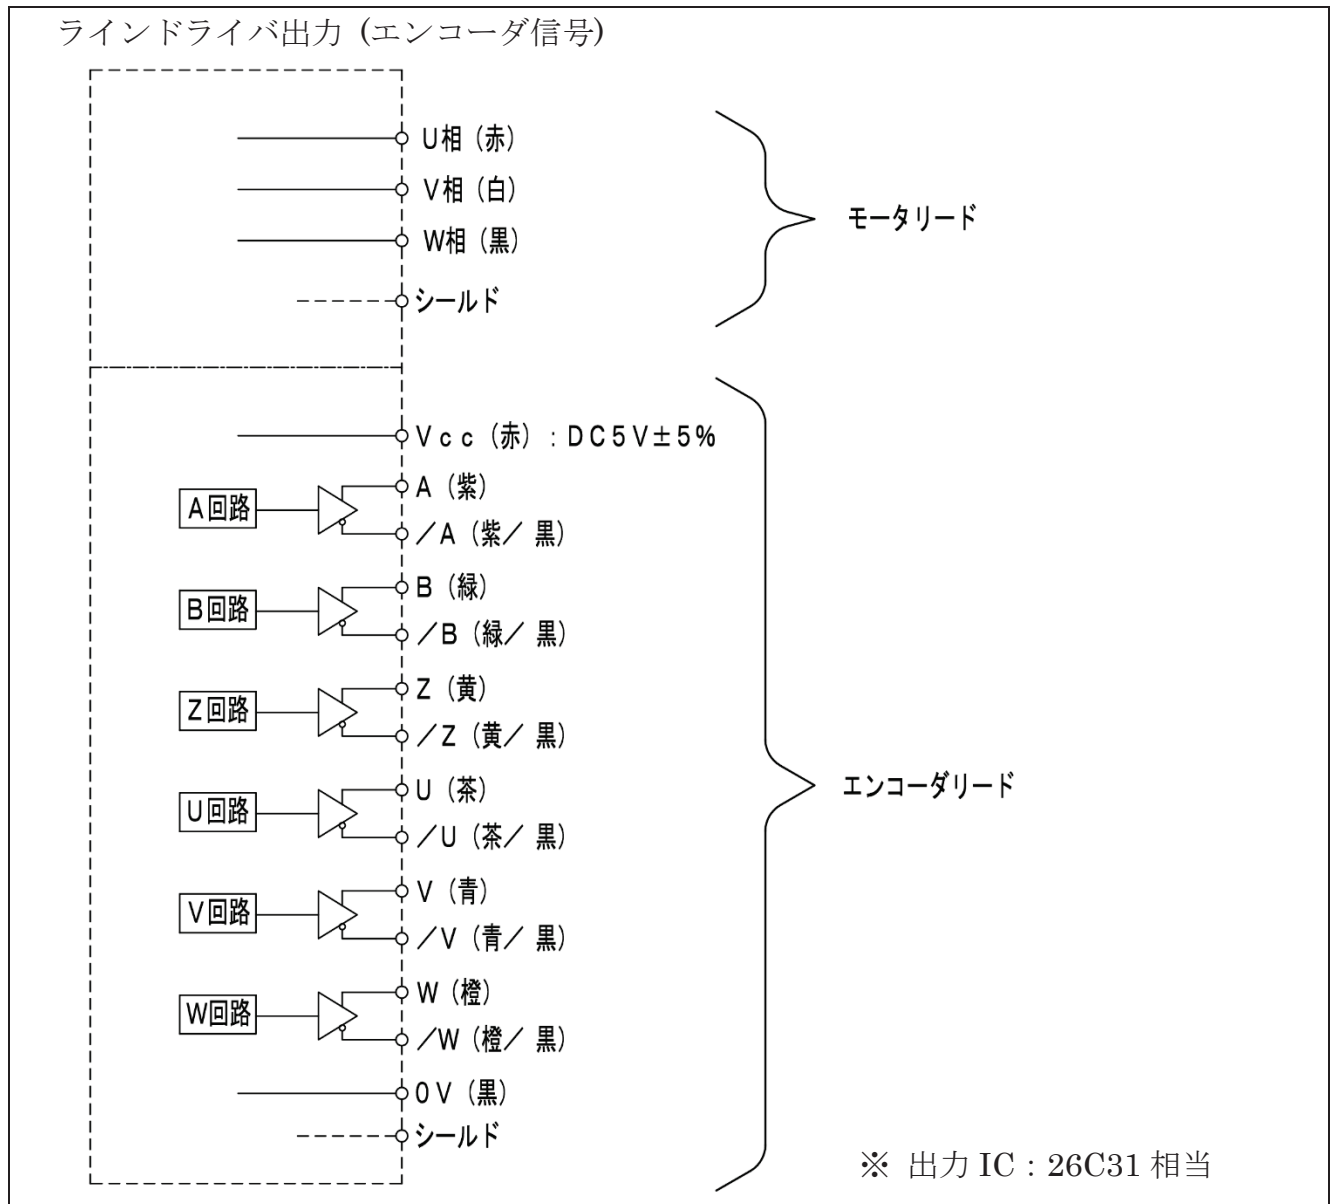 ラインドライバ出力 (エンコーダ信号)
U相（赤）
V相（白）
W相（黒）
シールド
モータリード
Vcc（赤）：DC5V±5%
A回路
A（紫）
／A（紫／黒）
B回路
B（緑）
／B（緑／黒）
Z回路
Z（黄）
／Z（黄／黒）
U回路
U（茶）
／U（茶／黒）
V回路
V（青）
／V（青／黒）
W回路
W（橙）
／W（橙／黒）
エンコーダリード
0V（黒）
シールド
※ 出力 IC：26C31 相当